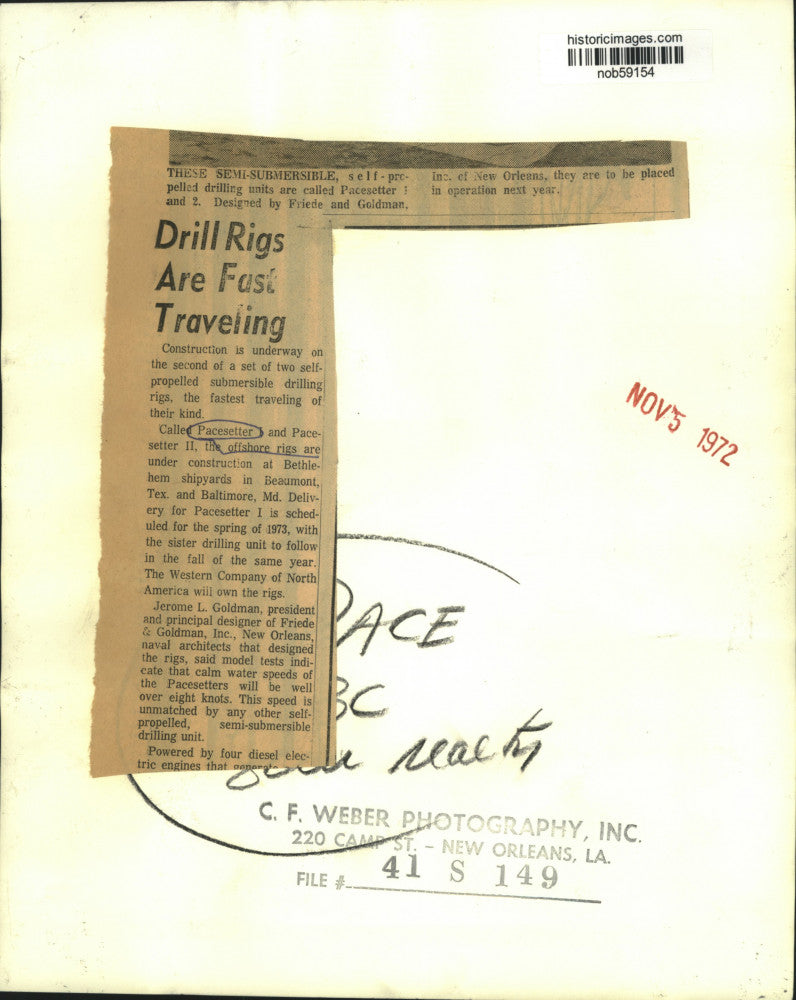 historicimages.com
nob59154
THESE SEMI-SUBMERSIBLE, self-pro-
pelled drilling units are called Pacesetter 1
and 2. Designed by Friede and Goldman,
Inc. of New Orleans, they are to be placed
in operation next year.
Drill Rigs
Are Fast
Traveling
Construction is underway on
the second of a set of two self-
propelled submersible drilling
rigs, the fastest traveling of
their kind.
Called Pacesetter I and Pace-
setter II, the offshore rigs are
under construction at Bethle-
hem shipyards in Beaumont,
Tex. and Baltimore, Md. Deliv-
ery for Pacesetter I is sched-
uled for the spring of 1973, with
the sister drilling unit to follow
in the fall of the same year.
The Western Company of North
America will own the rigs.
Jerome L. Goldman, president
and principal designer of Friede
& Goldman, Inc., New Orleans,
naval architects that designed
the rigs, said model tests indi-
cate that calm water speeds of
the Pacesetters will be well
over eight knots. This speed is
unmatched by any other self-
propelled, semi-submersible
drilling unit.
Powered by four diesel elec-
tric engines that generate
NOV 5 1972
PACE
BC
realty
C. F. WEBER PHOTOGRAPHY, INC.
220 CAMP ST. - NEW ORLEANS, LA.
FILE # 41 S 149